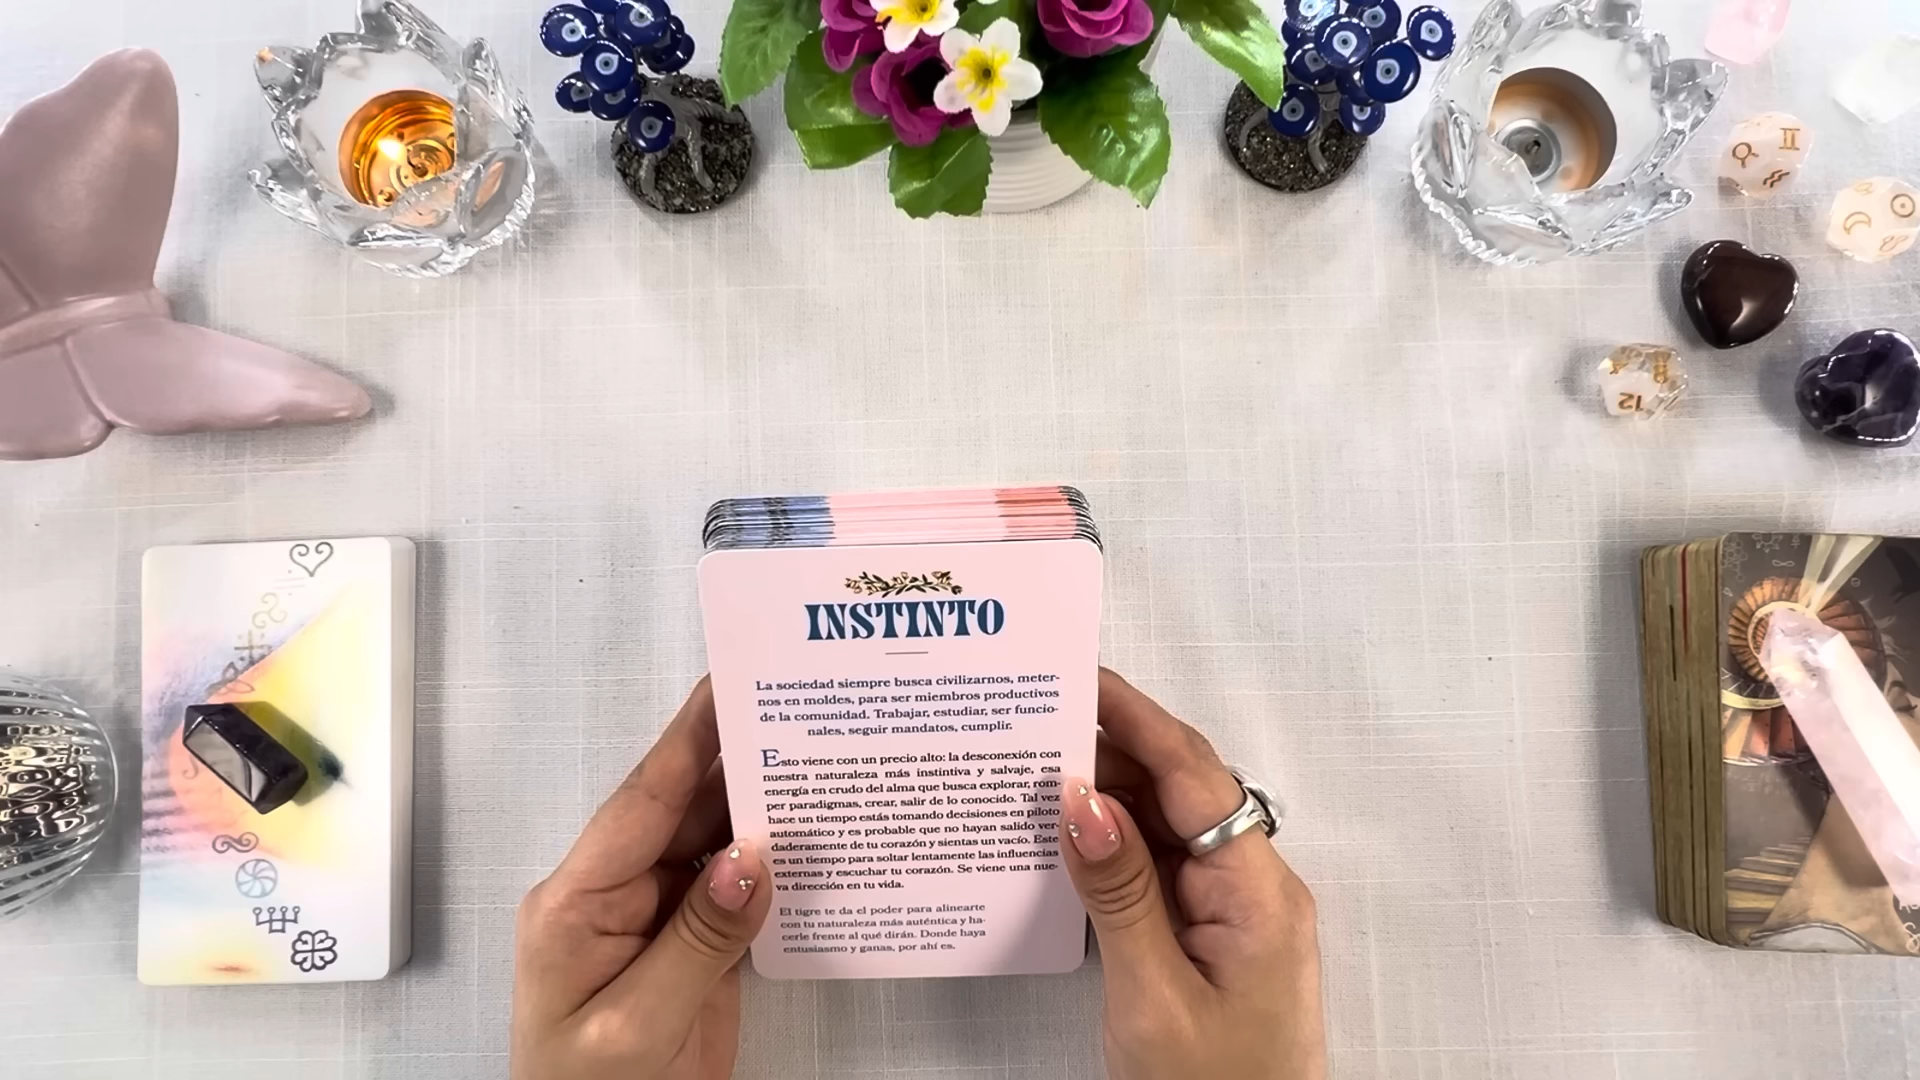 INSTINTO
La sociedad siempre busca civilizarnos, meter-
nos en moldes, para ser miembros productivos
de la comunidad. Trabajar, estudiar, ser funcio-
nales, seguir mandatos, cumplir.
Esto viene con un precio alto: la desconexión con
nuestra naturaleza más instintiva y salvaje, esa
energía en crudo del alma que busca explorar, rom-
per paradigmas, crear, salir de lo conocido. Tal vez
hace un tiempo estás tomando decisiones en piloto
automático y es probable que no hayan salido ver-
daderamente de tu corazón y sientas un vacío. Este
es un tiempo para soltar lentamente las influencias
externas y escuchar tu corazón. Se viene una nue-
va dirección en tu vida.
El tigre te da el poder para alinearte
con tu naturaleza más auténtica y ha-
cerle frente al qué dirán. Donde haya
entusiasmo y ganas, por ahí es.
12